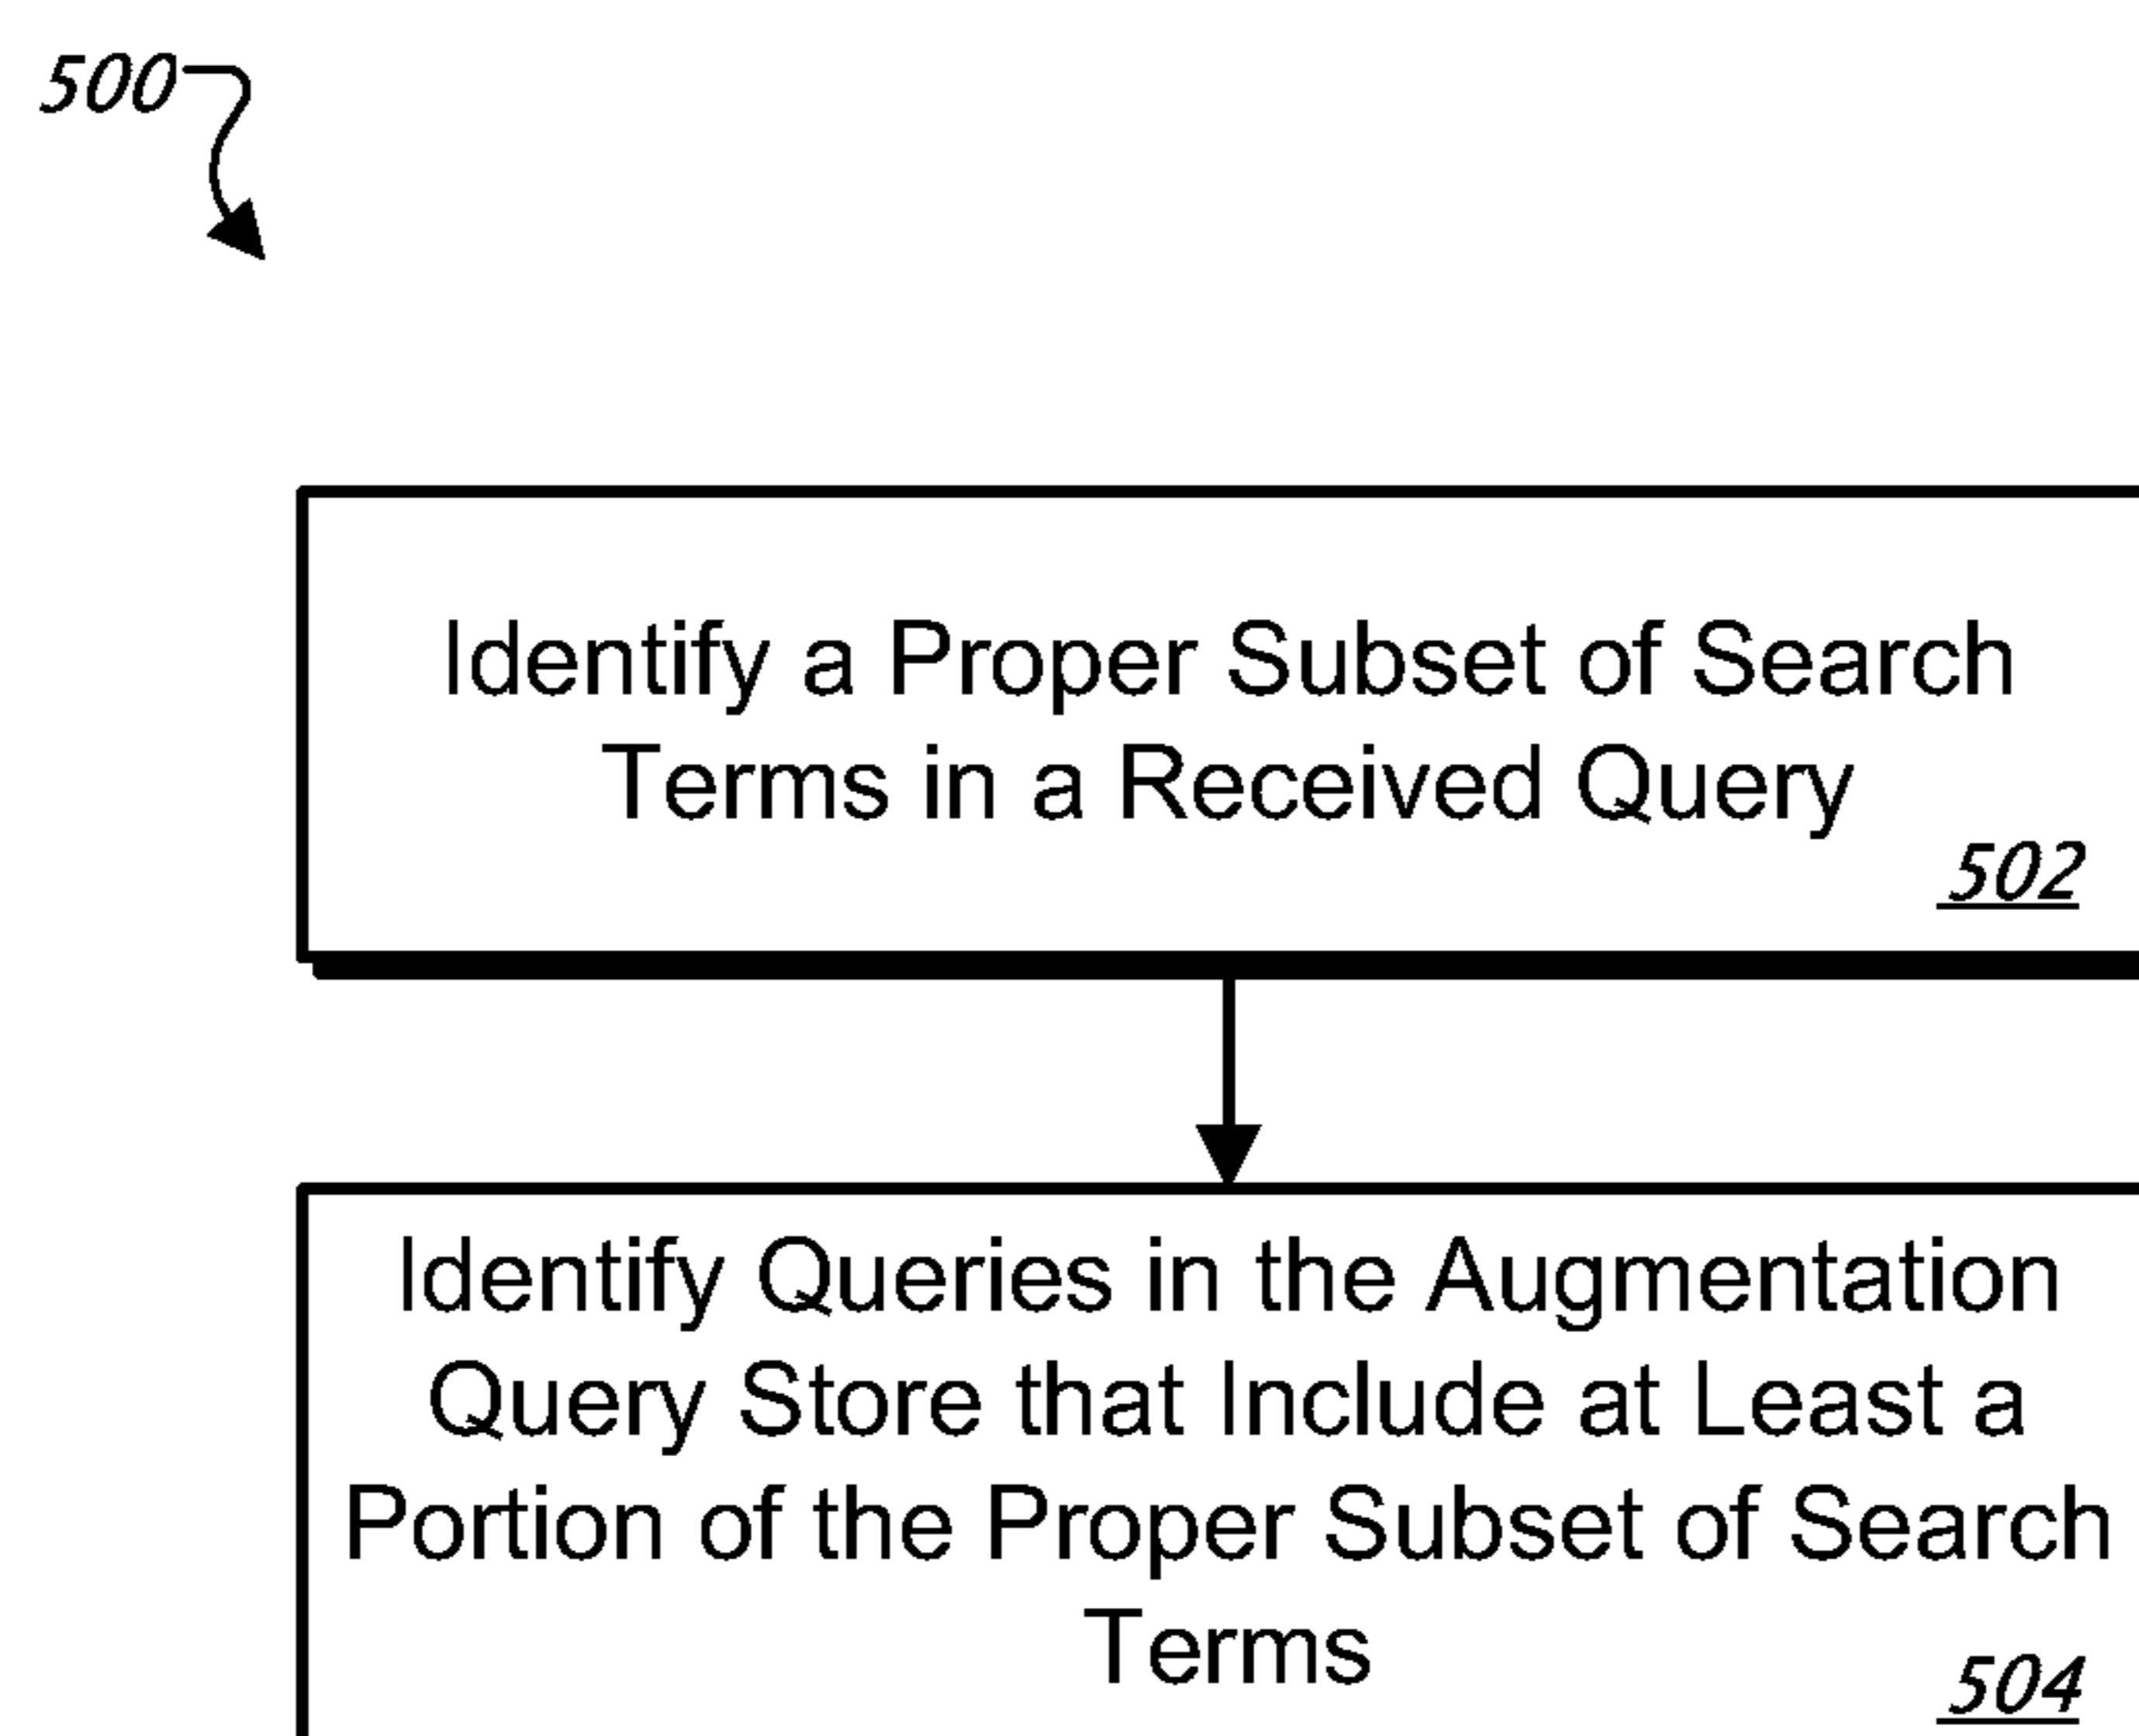 500
Identify a Proper Subset of Search
Terms in a Received Query
502
Identify Queries in the Augmentation
Query Store that Include at Least a
Portion of the Proper Subset of Search
Terms
504